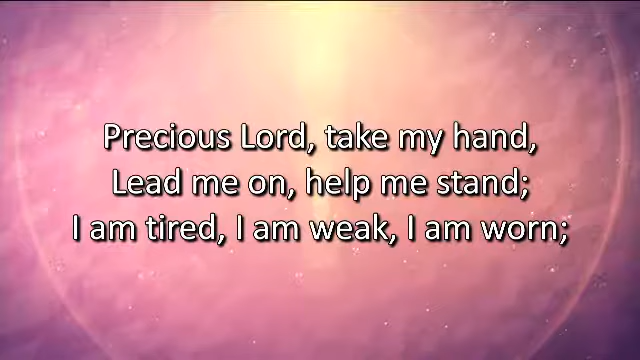 Precious Lord, take my hand,
Lead me on, help me stand;
I am tired, I am weak, I am worn;